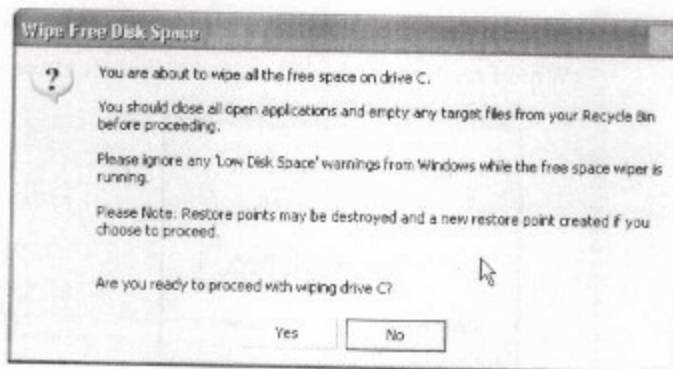 Wipe Free Disk Space
You are about to wipe all the free space on drive C.
You should close all open applications and empty any target files from your Recycle Bin
before proceeding.
Please ignore any 'Low Disk Space' warnings from Windows while the free space wiper is
running.
Please Note: Restore points may be destroyed and a new restore point created if you
choose to proceed.
Are you ready to proceed with wiping drive C?
Yes
No